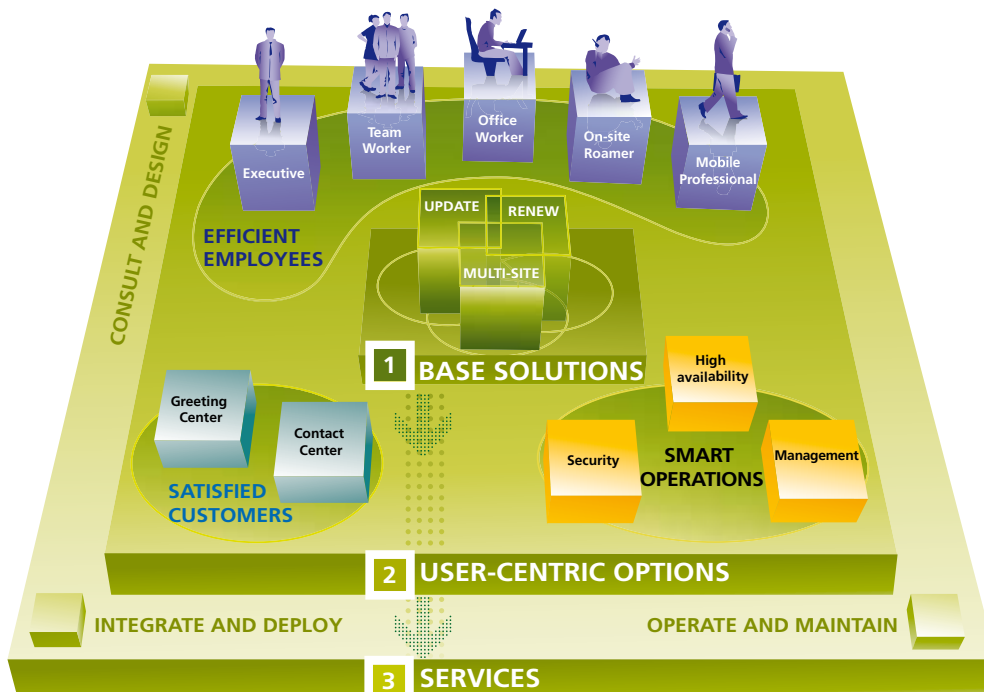 Executive
Team
Worker
Office
Worker
On-site
Roamer
Mobile
Professional
CONSULT AND DESIGN
EFFICIENT
EMPLOYEES
UPDATE
RENEW
MULTI-SITE
1 BASE SOLUTIONS
Greeting
Center
Contact
Center
SATISFIED
CUSTOMERS
High
availability
Security
SMART
OPERATIONS
Management
2 USER-CENTRIC OPTIONS
INTEGRATE AND DEPLOY
OPERATE AND MAINTAIN
3 SERVICES